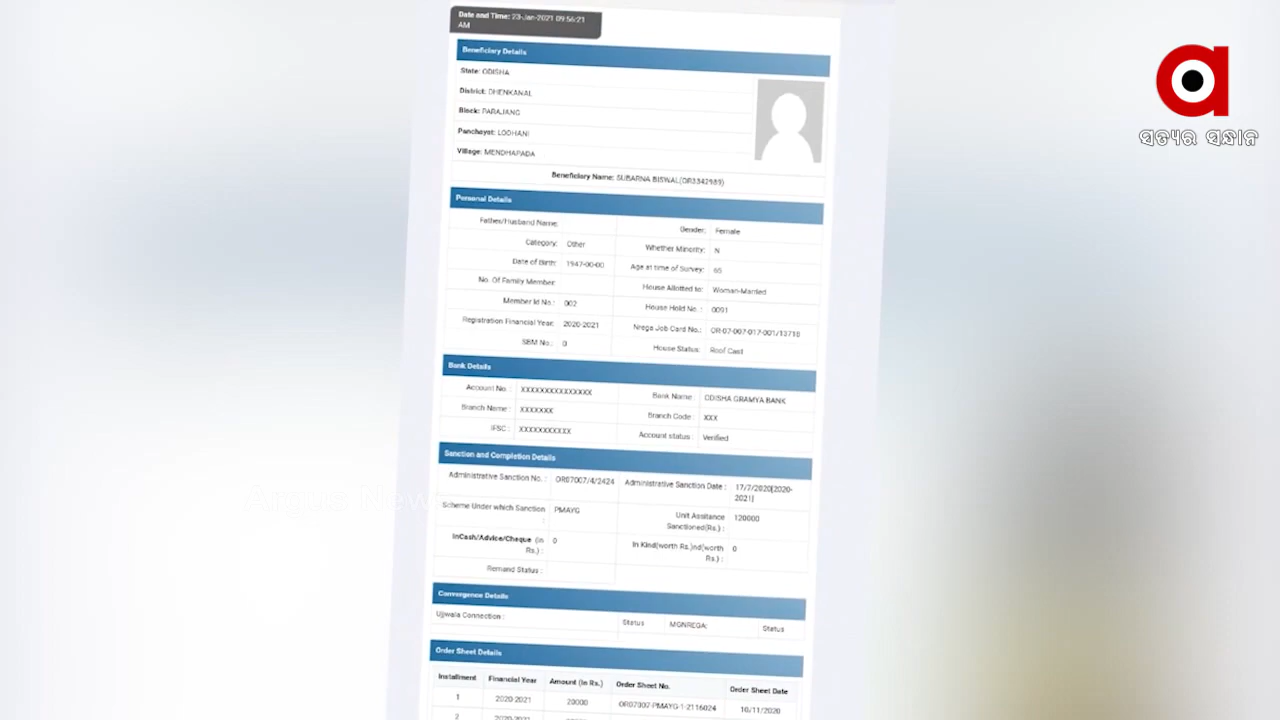 Date and Time: 23-Jan-2021 09:56:21
AM
ସତ୍ୟର ସନ୍ଧାନ
Beneficiary Details
State: ODISHA
District: DHENKANAL
Block: PARAJANG
Panchayat: LODHANI
Village: MENDHAPADA
Beneficiary Name: SUBARNA BISWAL(OR3342989)
Personal Details
Father/Husband Name: Gender: Female
Category: Other Whether Minority: N
Date of Birth: 1947-00-00 Age at time of Survey: 65
No. Of Family Member: House Allotted to: Woman-Married
Member Id No.: 002 House Hold No.: 0091
Registration Financial Year: 2020-2021 Nrega Job Card No.: OR-07-007-017-001/13718
SBM No.: 0 House Status: Roof Cast
Bank Details
Account No. : XXXXXXXXXXXXXXX Bank Name : ODISHA GRAMYA BANK
Branch Name : XXXXXXX Branch Code : XXX
IFSC : XXXXXXXXXXX Account status : Verified
Sanction and Completion Details
Administrative Sanction No. : OR07007/4/2424 Administrative Sanction Date : 17/7/2020[2020-
2021]
Scheme Under which Sanction
: PMAYG Unit Assitance
Sanctioned(Rs.) : 120000
InCash/Advice/Cheque (in
Rs.) : 0 In Kind(worth Rs.)nd(worth
Rs.) : 0
Remand Status :
Argus News
Convergence Details
Ujjwala Connection : Status MGNREGA: Status
Order Sheet Details
Installment Financial Year Amount (In Rs.) Order Sheet No. Order Sheet Date
1 2020-2021 20000 OR07007-PMAYG-1-2116024 10/11/2020
2 2020-2021